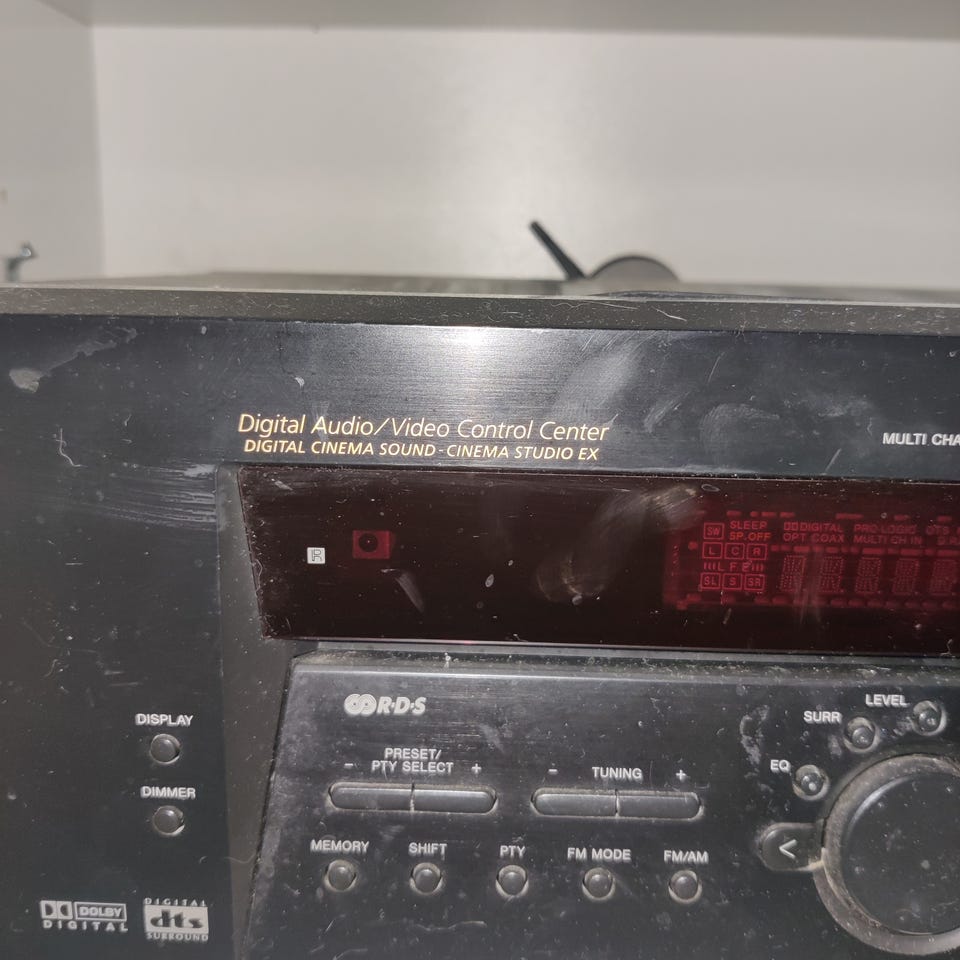 Digital Audio/Video Control Center
DIGITAL CINEMA SOUND - CINEMA STUDIO EX
MULTI CHA
R
SW SLEEP DIGITAL PRO LOGIC DTS
SP.OFF OPT COAX MULTI CH IN
L C R
LFE
SL S SR
R·D·S
LEVEL
SURR
DISPLAY
PRESET/
- PTY SELECT +
- TUNING +
EQ
DIMMER
MEMORY SHIFT PTY FM MODE FM/AM
<
DOLBY
DIGITAL
DIGITAL
dts
SURROUND